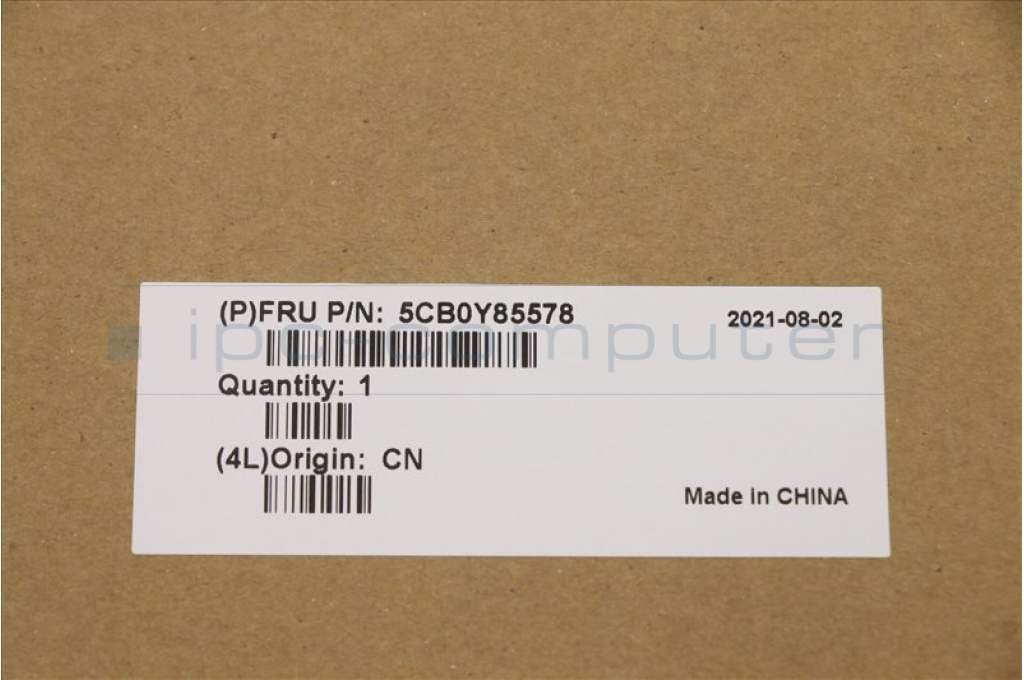 (P)FRU P/N: 5CB0Y85578
2021-08-02
ipc-computer
Quantity: 1
(4L)Origin: CN
Made in CHINA